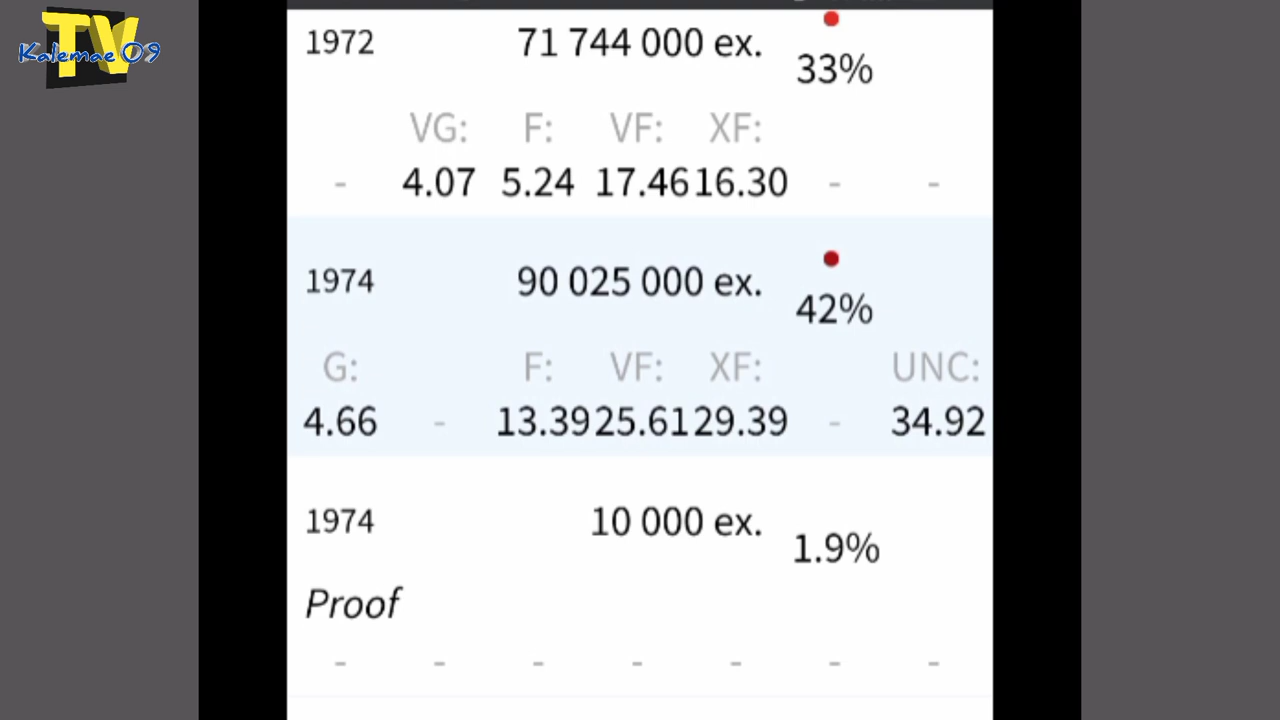 TV
Kalemae 09
1972 71 744 000 ex.
33%
VG: F: VF: XF:
- 4.07 5.24 17.46 16.30 - -
1974 90 025 000 ex.
42%
G: F: VF: XF: UNC:
4.66 - 13.39 25.61 29.39 - 34.92
1974 10 000 ex.
1.9%
Proof
- - - - - - -